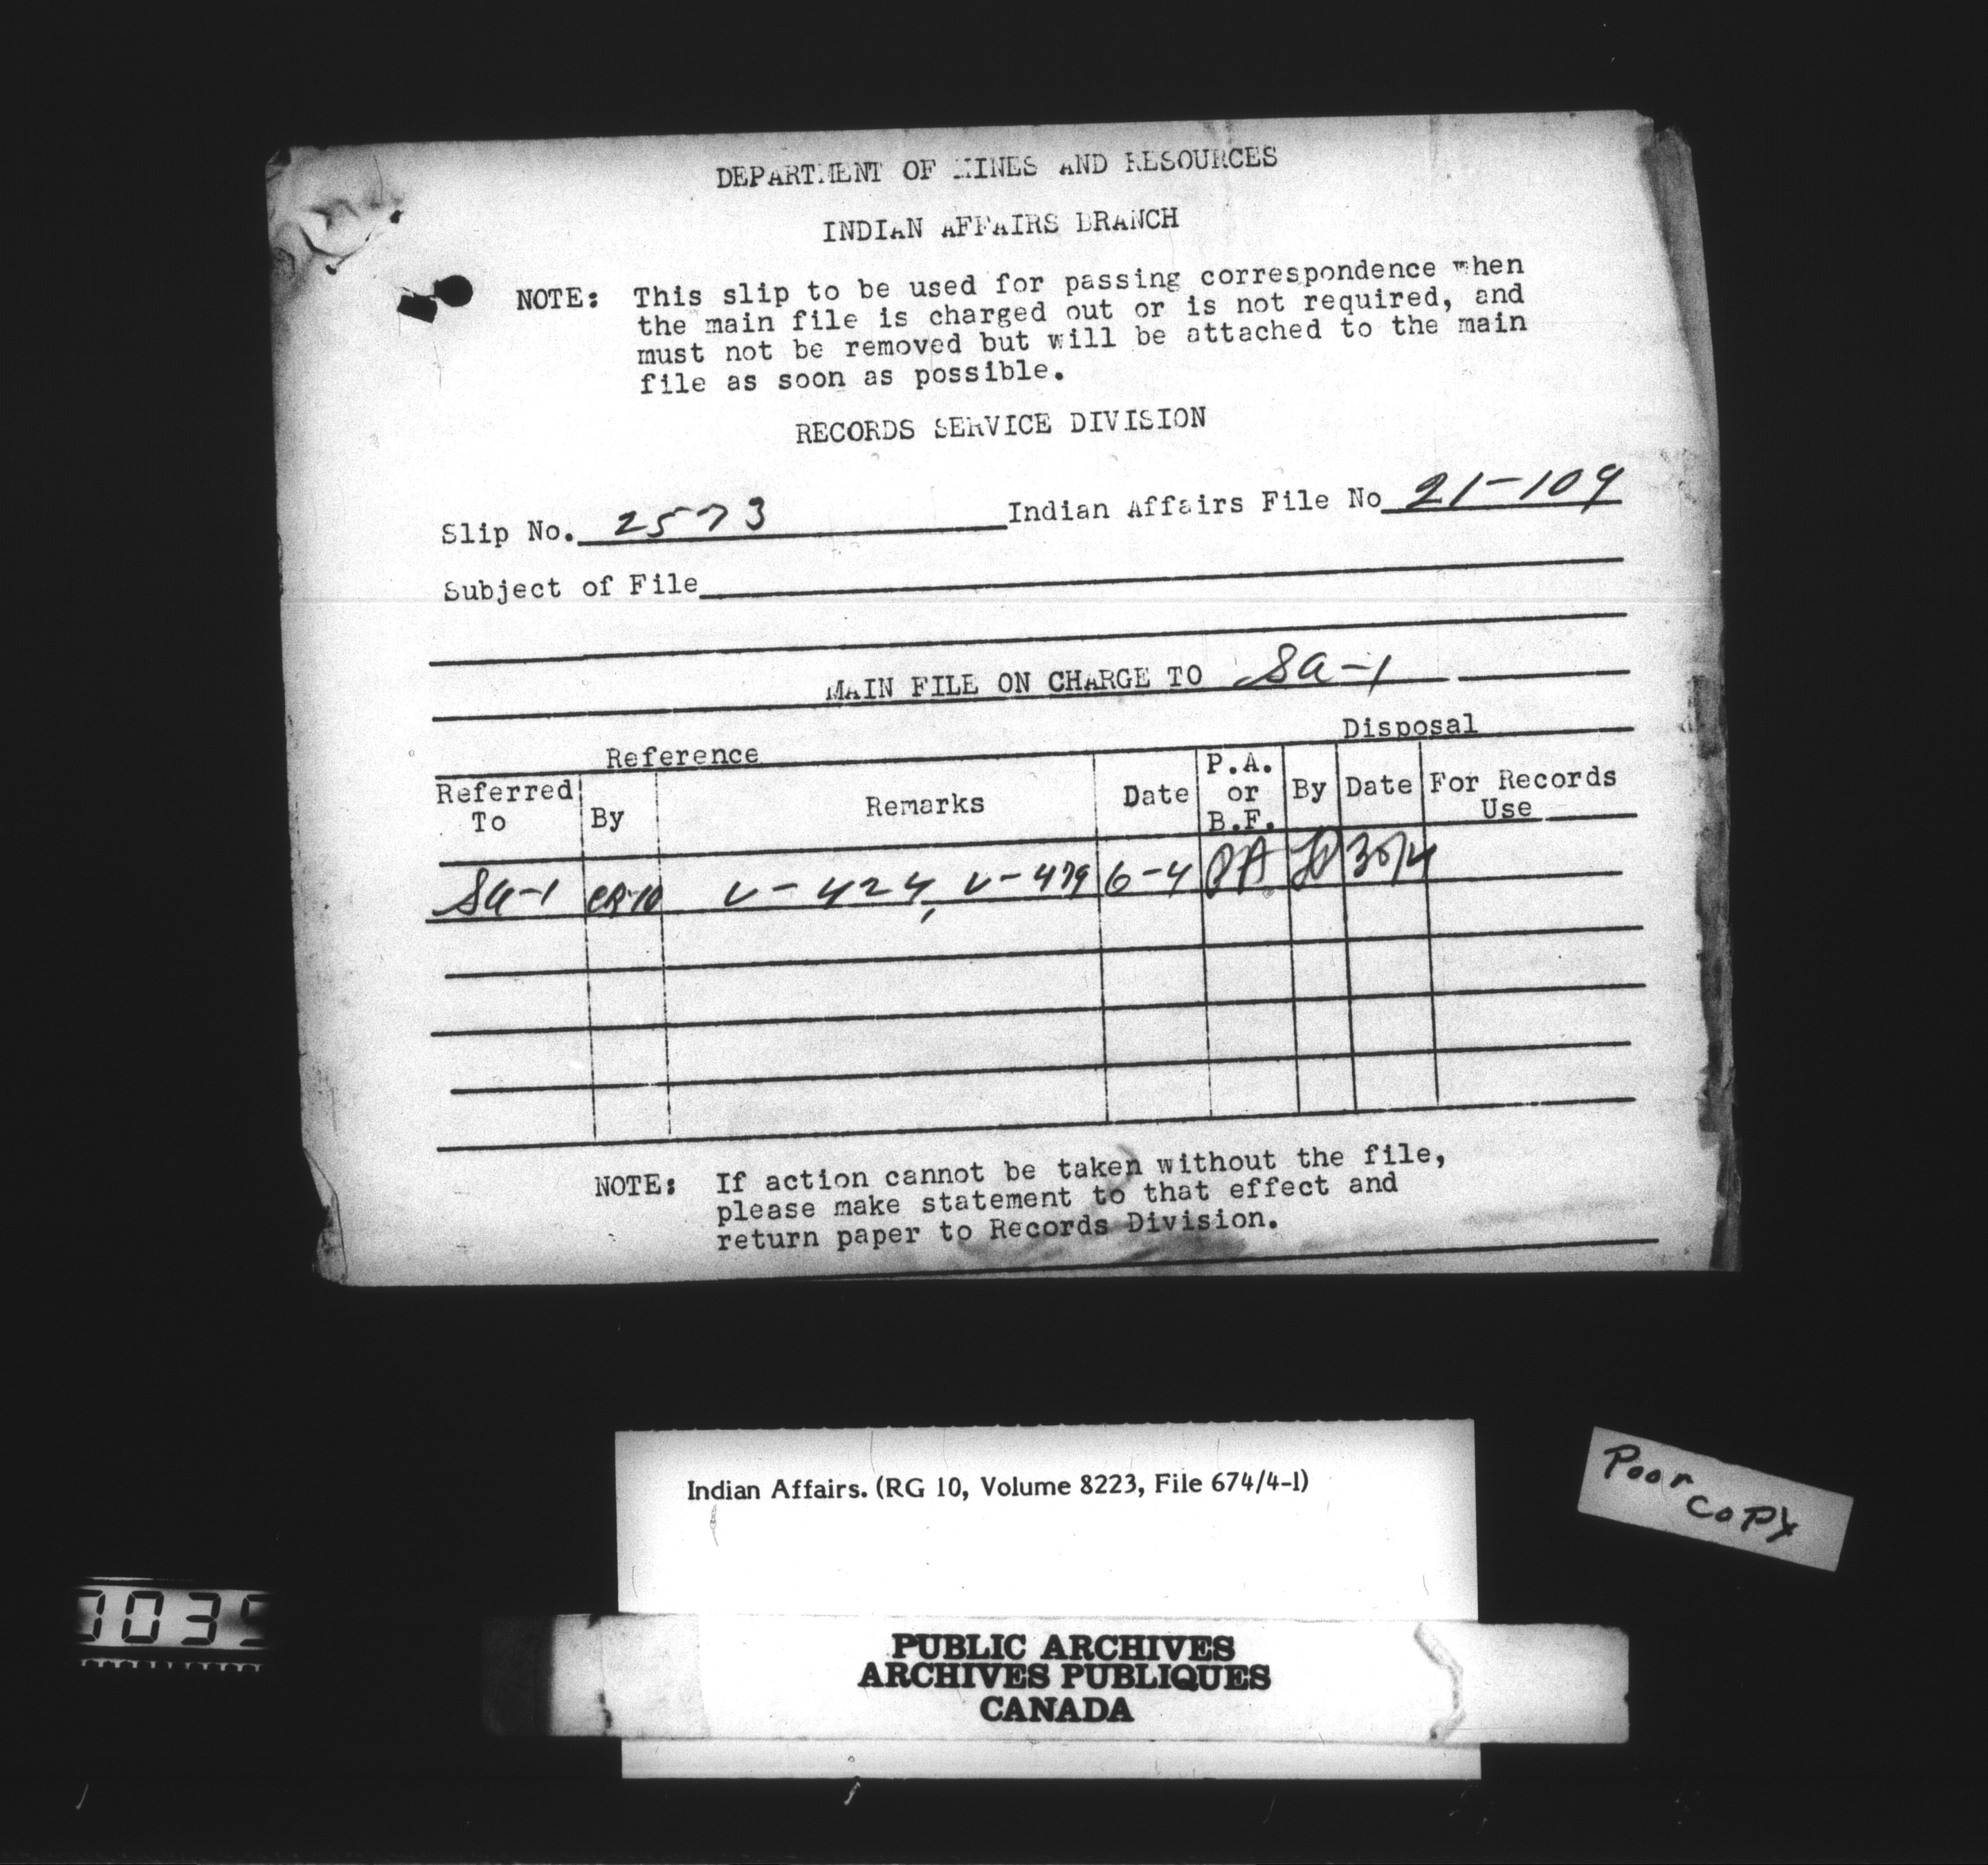 DEPARTMENT OF MINES AND RESOURCES
INDIAN AFFAIRS BRANCH
NOTE: This slip to be used for passing correspondence when
the main file is charged out or is not required, and
must not be removed but will be attached to the main
file as soon as possible.
RECORDS SERVICE DIVISION
Slip No. 2573 Indian Affairs File No 21-109
Subject of File
MAIN FILE ON CHARGE TO Sa-1
Reference Disposal
Referred To By Remarks Date P.A. or B.F. By Date For Records Use
Sa-1 CR-10 V-424, V-479 6-4 PA 30/4
NOTE: If action cannot be taken without the file,
please make statement to that effect and
return paper to Records Division.
Indian Affairs. (RG 10, Volume 8223, File 674/4-1)
Poor
copy
PUBLIC ARCHIVES
ARCHIVES PUBLIQUES
CANADA